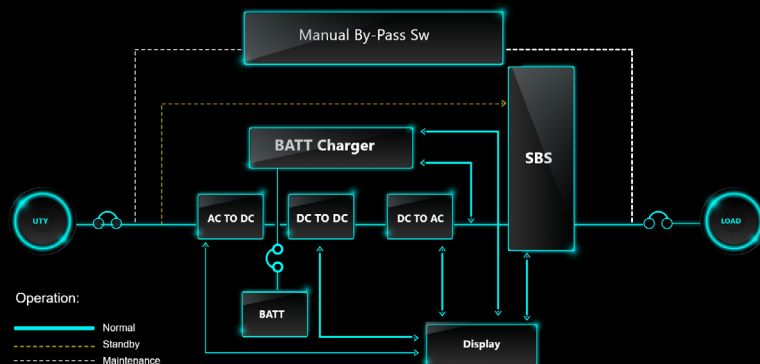 Manual By-Pass Sw
BATT Charger
SBS
UTY
AC TO DC
DC TO DC
DC TO AC
LOAD
BATT
Operation:
Normal
Standby
Maintenance
Display